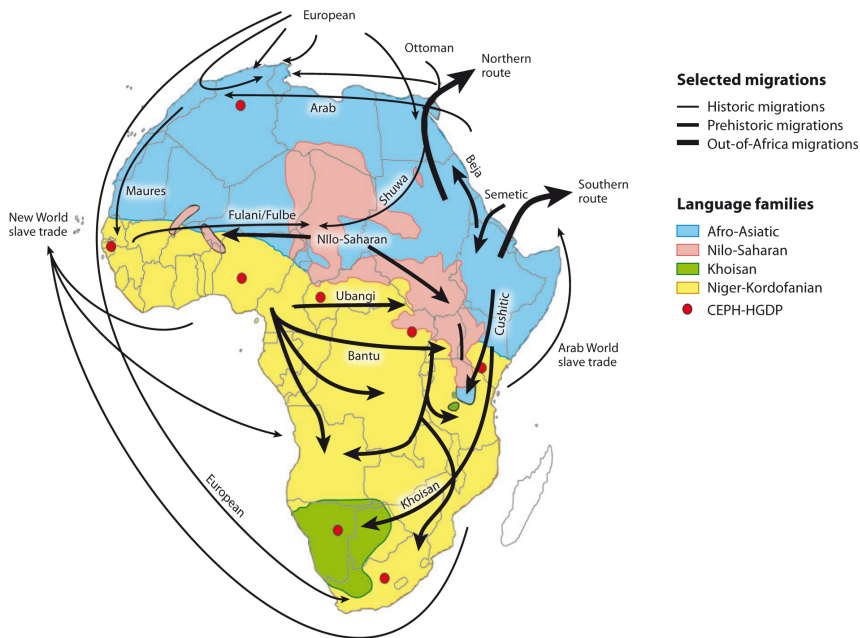 European
Ottoman
Northern
route
Arab
Maures
Fulani/Fulbe
Shuwa
Beja
Semetic
Southern
route
New World
slave trade
NIlo-Saharan
Ubangi
Cushitic
Bantu
Arab World
slave trade
Khoisan
European
Selected migrations
Historic migrations
Prehistoric migrations
Out-of-Africa migrations
Language families
Afro-Asiatic
Nilo-Saharan
Khoisan
Niger-Kordofanian
CEPH-HGDP